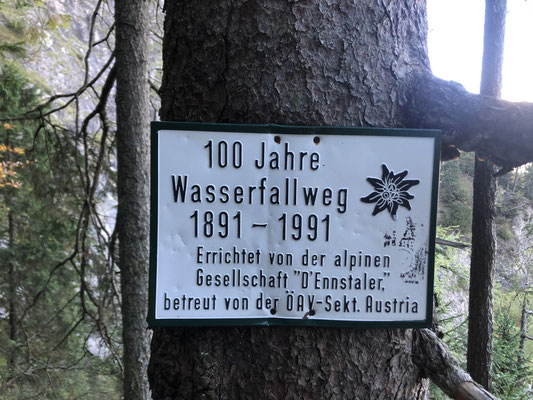 100 Jahre
Wasserfallweg
1891 – 1991
Errichtet von der alpinen
Gesellschaft "D'Ennstaler,"
betreut von der ÖAV-Sekt. Austria